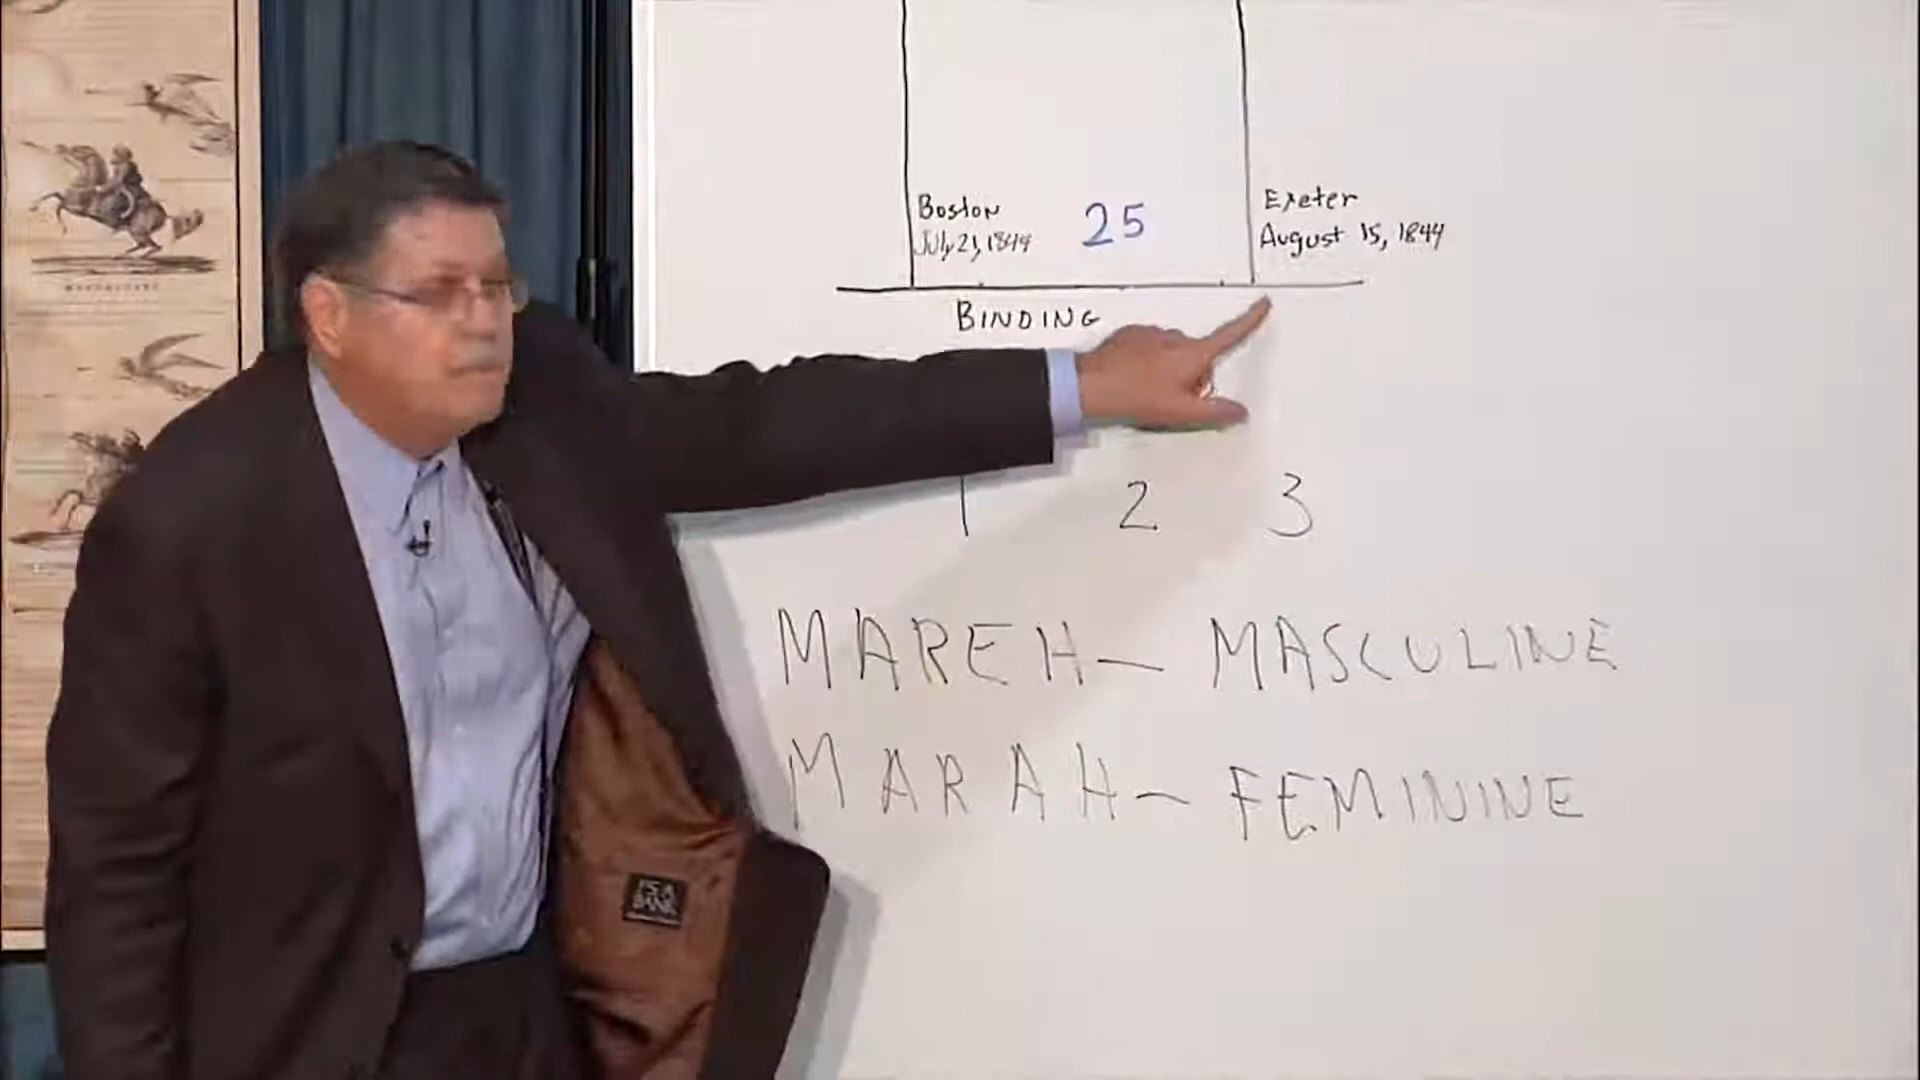 Boston
July 21, 1844
25
Exeter
August 15, 1844
BINDING
1 2 3
MAREH — MASCULINE
MARAH — FEMININE